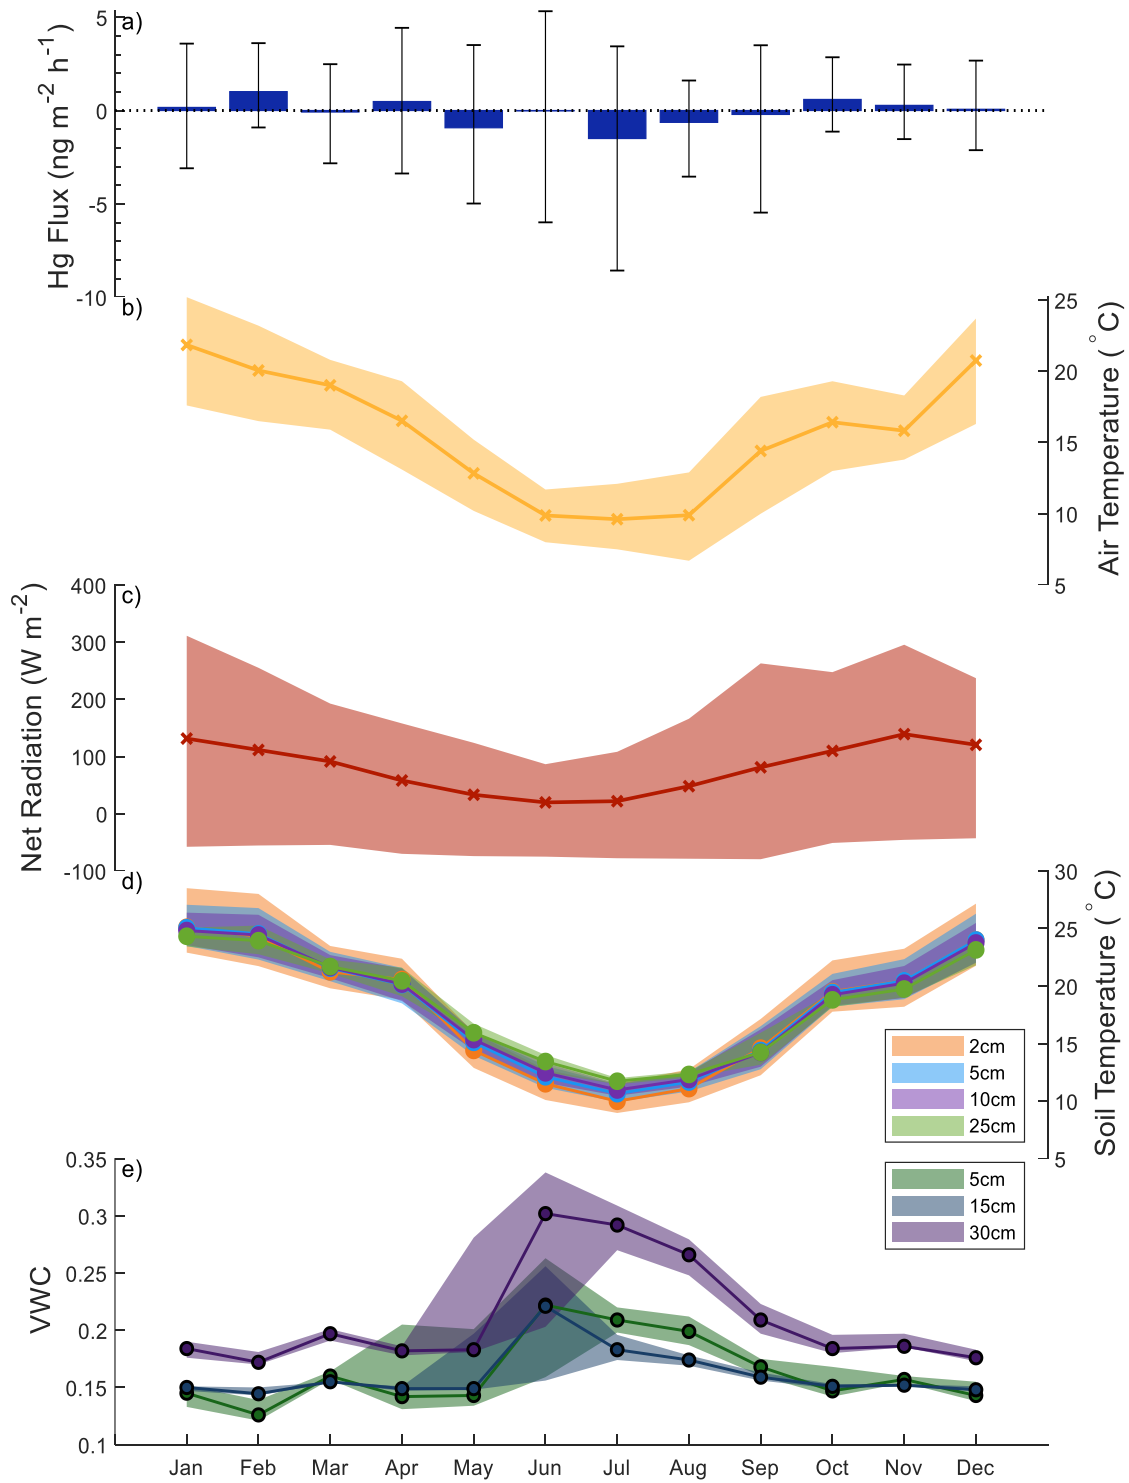 a)
5
0
-5
-10
Hg Flux (ng m-2 h-1)
b)
25
20
15
10
5
Air Temperature (°C)
c)
400
300
200
100
0
-100
Net Radiation (W m-2)
d)
30
25
20
15
10
5
Soil Temperature (°C)
2cm
5cm
10cm
25cm
e)
0.35
0.3
0.25
0.2
0.15
0.1
VWC
5cm
15cm
30cm
Jan Feb Mar Apr May Jun Jul Aug Sep Oct Nov Dec